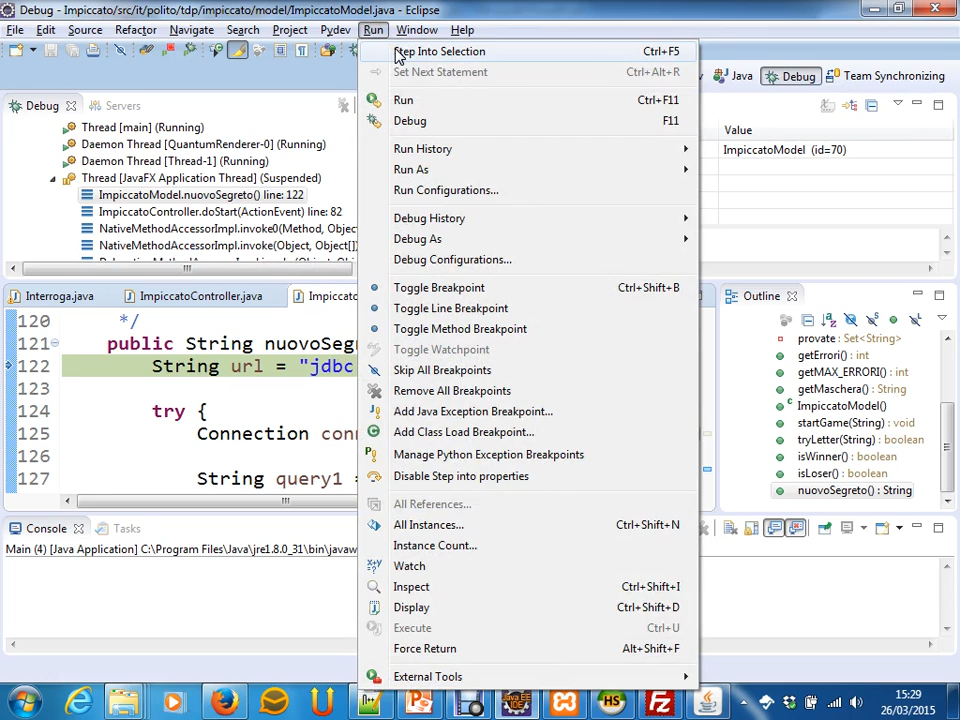 Debug - Impiccato/src/it/polito/tdp/impiccato/model/ImpiccatoModel.java - Eclipse
File Edit Source Refactor Navigate Search Project Pydev Run Window Help
Java Debug Team Synchronizing
Debug Servers
Thread [main] (Running)
Daemon Thread [QuantumRenderer-0] (Running)
Daemon Thread [Thread-1] (Running)
Thread [JavaFX Application Thread] (Suspended)
ImpiccatoModel.nuovoSegreto() line: 122
ImpiccatoController.doStart(ActionEvent) line: 82
NativeMethodAccessorImpl.invoke0(Method, Object,
NativeMethodAccessorImpl.invoke(Object, Object[]
Step Into Selection Ctrl+F5
Set Next Statement Ctrl+Alt+R
Run Ctrl+F11
Debug F11
Run History
Run As
Run Configurations...
Debug History
Debug As
Debug Configurations...
Toggle Breakpoint Ctrl+Shift+B
Toggle Line Breakpoint
Toggle Method Breakpoint
Toggle Watchpoint
Skip All Breakpoints
Remove All Breakpoints
Add Java Exception Breakpoint...
Add Class Load Breakpoint...
Manage Python Exception Breakpoints
Disable Step into properties
All References...
All Instances... Ctrl+Shift+N
Instance Count...
Watch
Inspect Ctrl+Shift+I
Display Ctrl+Shift+D
Execute Ctrl+U
Force Return Alt+Shift+F
External Tools
Value
ImpiccatoModel (id=70)
Interroga.java ImpiccatoController.java Impiccato
120 */
121 public String nuovoSeg
122 String url = "jdbc
123
124 try {
125 Connection conn
126
127 String query1 =
Outline
provate : Set<String>
getErrori() : int
getMAX_ERRORI() : int
getMaschera() : String
ImpiccatoModel()
startGame(String) : void
tryLetter(String) : boolean
isWinner() : boolean
isLoser() : boolean
nuovoSegreto() : String
Console Tasks
Main (4) [Java Application] C:\Program Files\Java\jre1.8.0_31\bin\javaw
15:29
26/03/2015